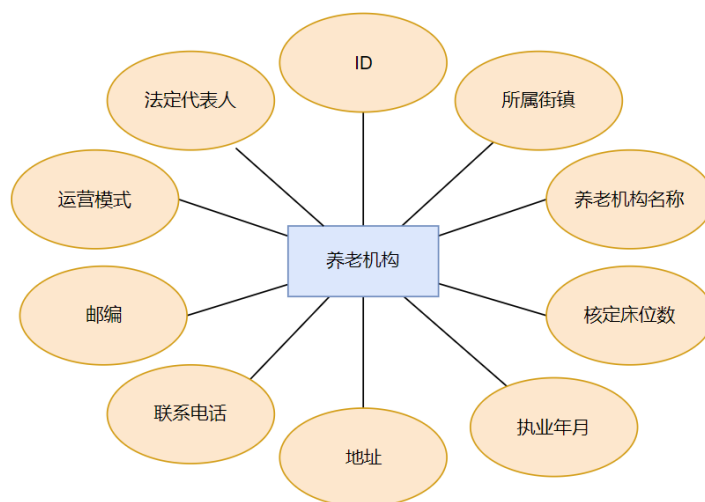 ID
法定代表人
所属街镇
运营模式
养老机构名称
养老机构
邮编
核定床位数
联系电话
执业年月
地址